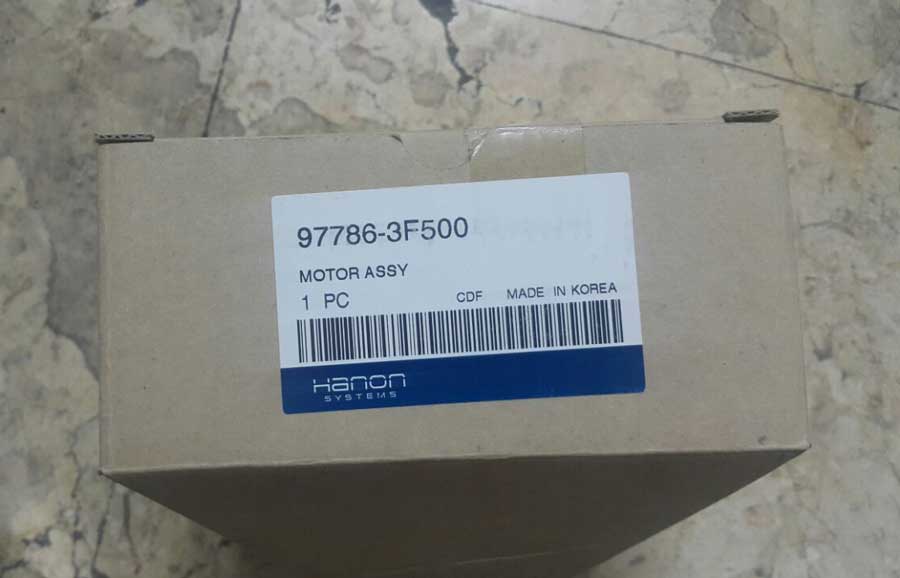 97786-3F500
MOTOR ASSY
1 PC CDF MADE IN KOREA
Hanon
SYSTEMS